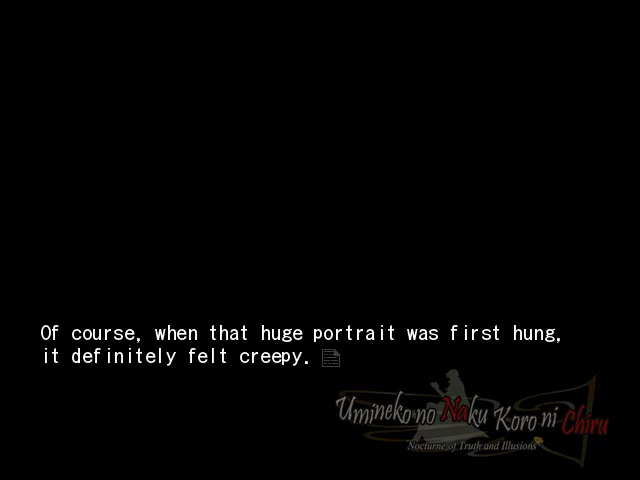 Of course, when that huge portrait was first hung,
it definitely felt creepy.
Umineko no Naku Koro ni Chiru
Nocturne of Truth and Illusions